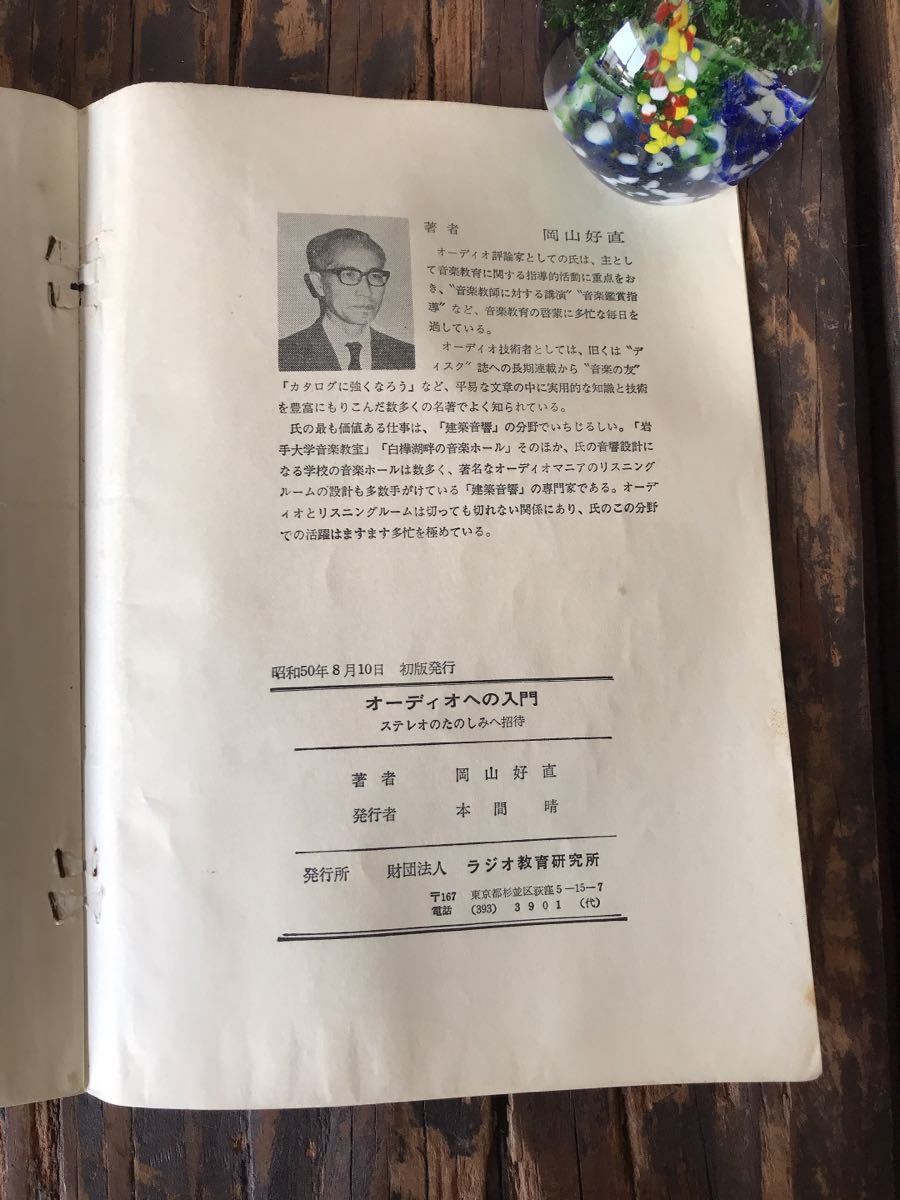 著者　岡山好直
オーディオ評論家としての氏は、主とし
て音楽教育に関する指導的活動に重点をお
き、“音楽教師に対する講演”“音楽鑑賞指
導”など、音楽教育の啓蒙に多忙な毎日を
過している。
オーディオ技術者としては、旧くは“デ
ィスク”誌への長期連載から“音楽の友”
『カタログに強くなろう』など、平易な文章の中に実用的な知識と技術
を豊富にもりこんだ数多くの名著でよく知られている。
氏の最も価値ある仕事は、「建築音響」の分野でいちじるしい。「岩
手大学音楽教室」「白樺湖畔の音楽ホール」そのほか、氏の音響設計に
なる学校の音楽ホールは数多く、著名なオーディオマニアのリスニング
ルームの設計も多数手がけている「建築音響」の専門家である。オーデ
ィオとリスニングルームは切っても切れない関係にあり、氏のこの分野
での活躍はますます多忙を極めている。
昭和50年8月10日　初版発行
オーディオへの入門
ステレオのたのしみへ招待
著者　岡山好直
発行者　本間晴
発行所　財団法人　ラジオ教育研究所
〒167　東京都杉並区荻窪5－15－7
電話　(393)　3901　(代)